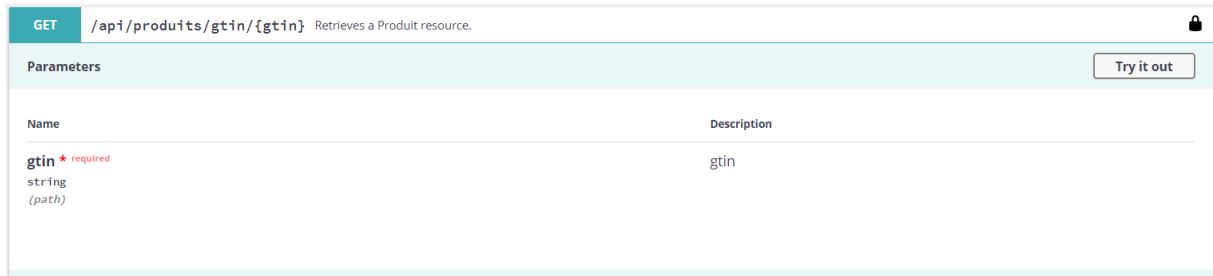 GET /api/produits/gtin/{gtin} Retrieves a Produit resource.
Parameters Try it out
Name Description
gtin * required gtin
string
(path)